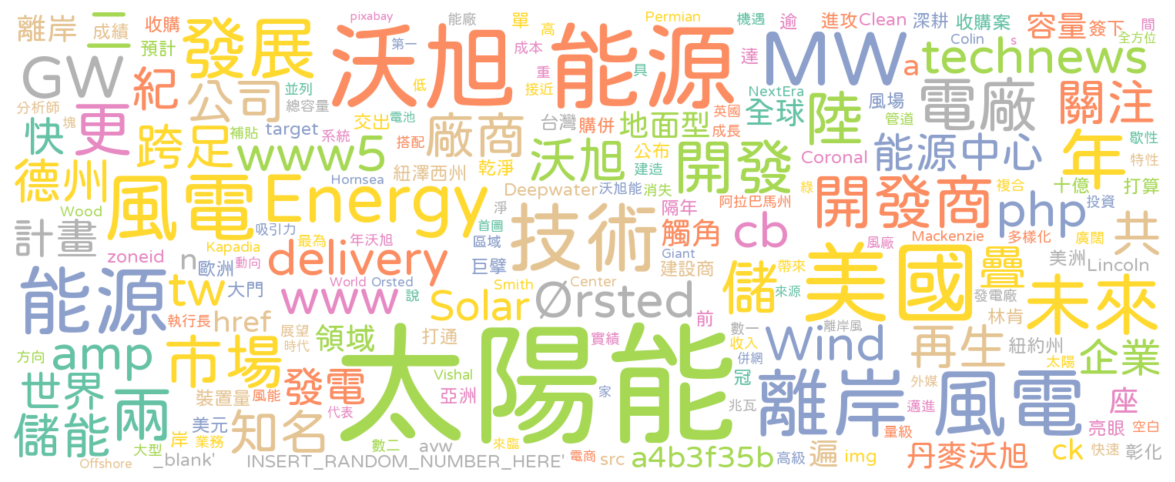 離岸 二 成績 收購 預計 發展 pixabay 沃旭 能源 能廠 高 成本 單 Permian 機遇 逾 達 MW 進攻 Clean 深耕 收購案 Colin 容量 簽下 s 間 全方位
GW 紀 公司 並列 總容量 第一 低 接近 重 具 台灣 購併 英國 成長 NextEra 全球 陸 風場 管道 a technews 電廠 關注
分析師 塊 快 更 跨足 補貼 target 系統 交出 電池 搭配 廠商 地面型 公布 建造 Coronal 能源中心 年 歇性 特性
德州 風電 www5 Hornsea Energy 紐澤西州 乾淨 沃旭 Deepwater 沃旭能 消失 開發 阿拉巴馬州 綠 開發商 複合 php 十億 打算 投資
Wood 計畫 zoneid n Kapadia 動向 歐洲 吸引力 最為 年沃旭 delivery 首圖 區域 巨擘 技術 隔年 觸角 建設商 cb Giant 風廠 帶來 Mackenzie 多樣化 廣闊 共
能源 tw 大門 www World Orsted 說 Smith Solar Center Ørsted 儲 美國 來源 疊 發電廠 林肯 美洲 Lincoln 未來
執行長 href 展望 時代 領域 打通 實績 前 數一 收入 離岸風 併網 Wind 再生 紐約州 太陽 企業
方向 amp 市場 裝置量 風能 發電 代表 Vishal 亞洲 太陽能 家 冠 兆瓦 離岸 風電 外媒 邁進 量級 座 亮眼 空白
世界 儲能 兩 大型 岸 美元 業務 知名 數二 avw 來臨 電商 src a4b3f35b 高級 遍 img 丹麥沃旭 ck 快速 彰化
Offshore _blank' INSERT_RANDOM_NUMBER_HERE' 淨